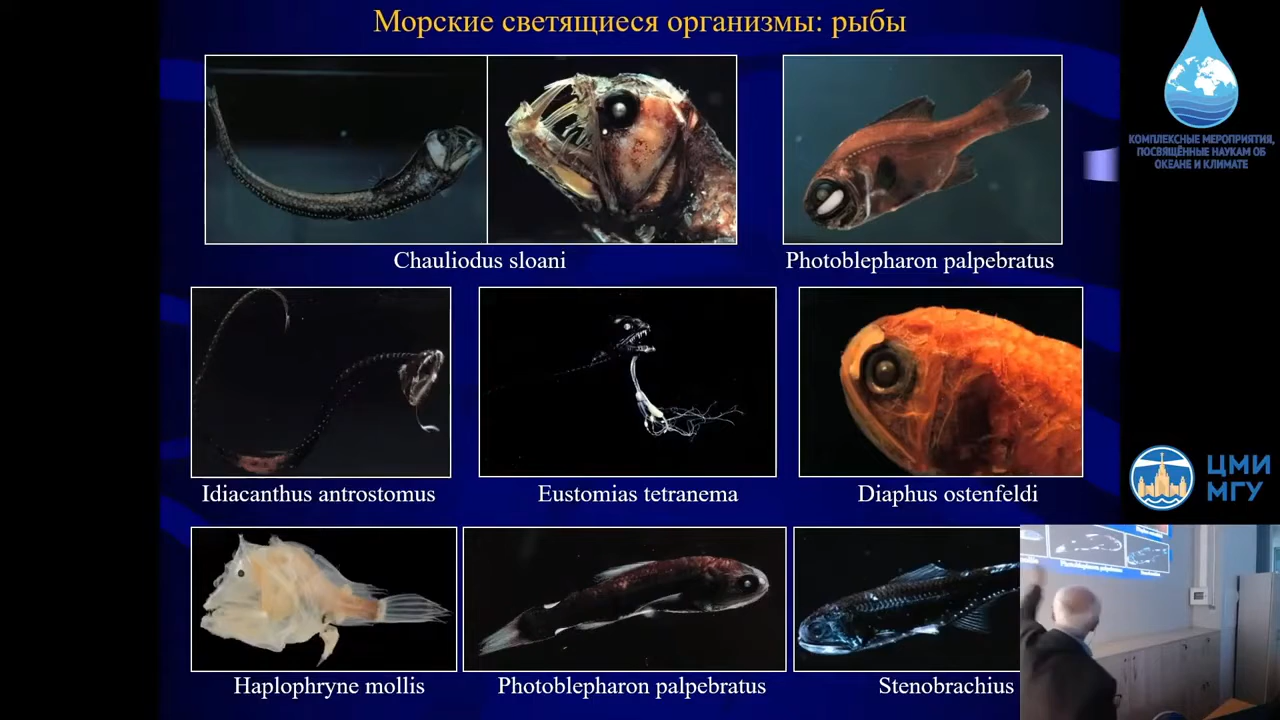 Морские светящиеся организмы: рыбы
КОМПЛЕКСНЫЕ МЕРОПРИЯТИЯ,
ПОСВЯЩЁННЫЕ НАУКАМ ОБ
ОКЕАНЕ И КЛИМАТЕ
Chauliodus sloani
Photoblepharon palpebratus
Idiacanthus antrostomus
Eustomias tetranema
Diaphus ostenfeldi
ЦМИ
МГУ
Haplophryne mollis
Photoblepharon palpebratus
Stenobrachius